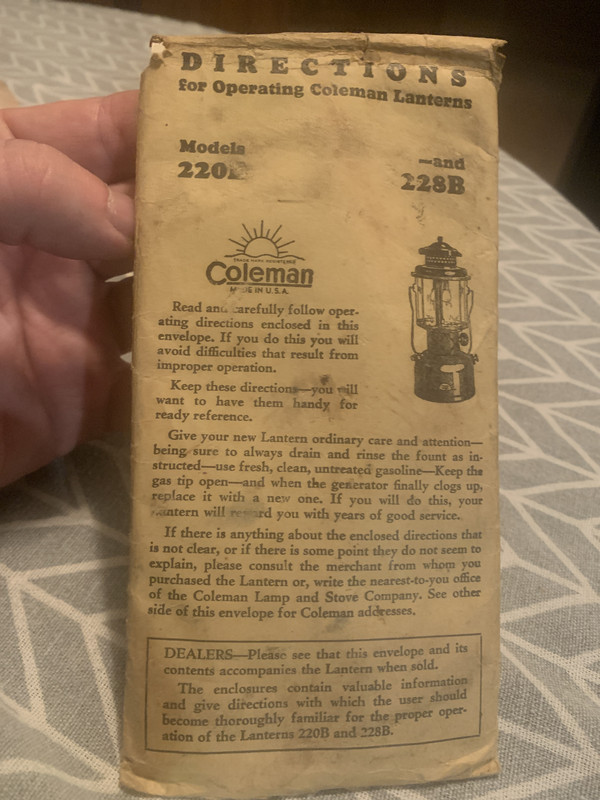 DIRECTIONS
for Operating Coleman Lanterns
Models
220B
—and
228B
Coleman
MADE IN U.S.A.
Read and carefully follow oper-
ating directions enclosed in this
envelope. If you do this you will
avoid difficulties that result from
improper operation.
Keep these directions—you will
want to have them handy for
ready reference.
Give your new Lantern ordinary care and attention—
being sure to always drain and rinse the fount as in-
structed—use fresh, clean, untreated gasoline—Keep the
gas tip open—and when the generator finally clogs up,
replace it with a new one. If you will do this, your
lantern will reward you with years of good service.
If there is anything about the enclosed directions that
is not clear, or if there is some point they do not seem to
explain, please consult the merchant from whom you
purchased the Lantern or, write the nearest-to-you office
of the Coleman Lamp and Stove Company. See other
side of this envelope for Coleman addresses.
DEALERS—Please see that this envelope and its
contents accompanies the Lantern when sold.
The enclosures contain valuable information
and give directions with which the user should
become thoroughly familiar for the proper oper-
ation of the Lanterns 220B and 228B.